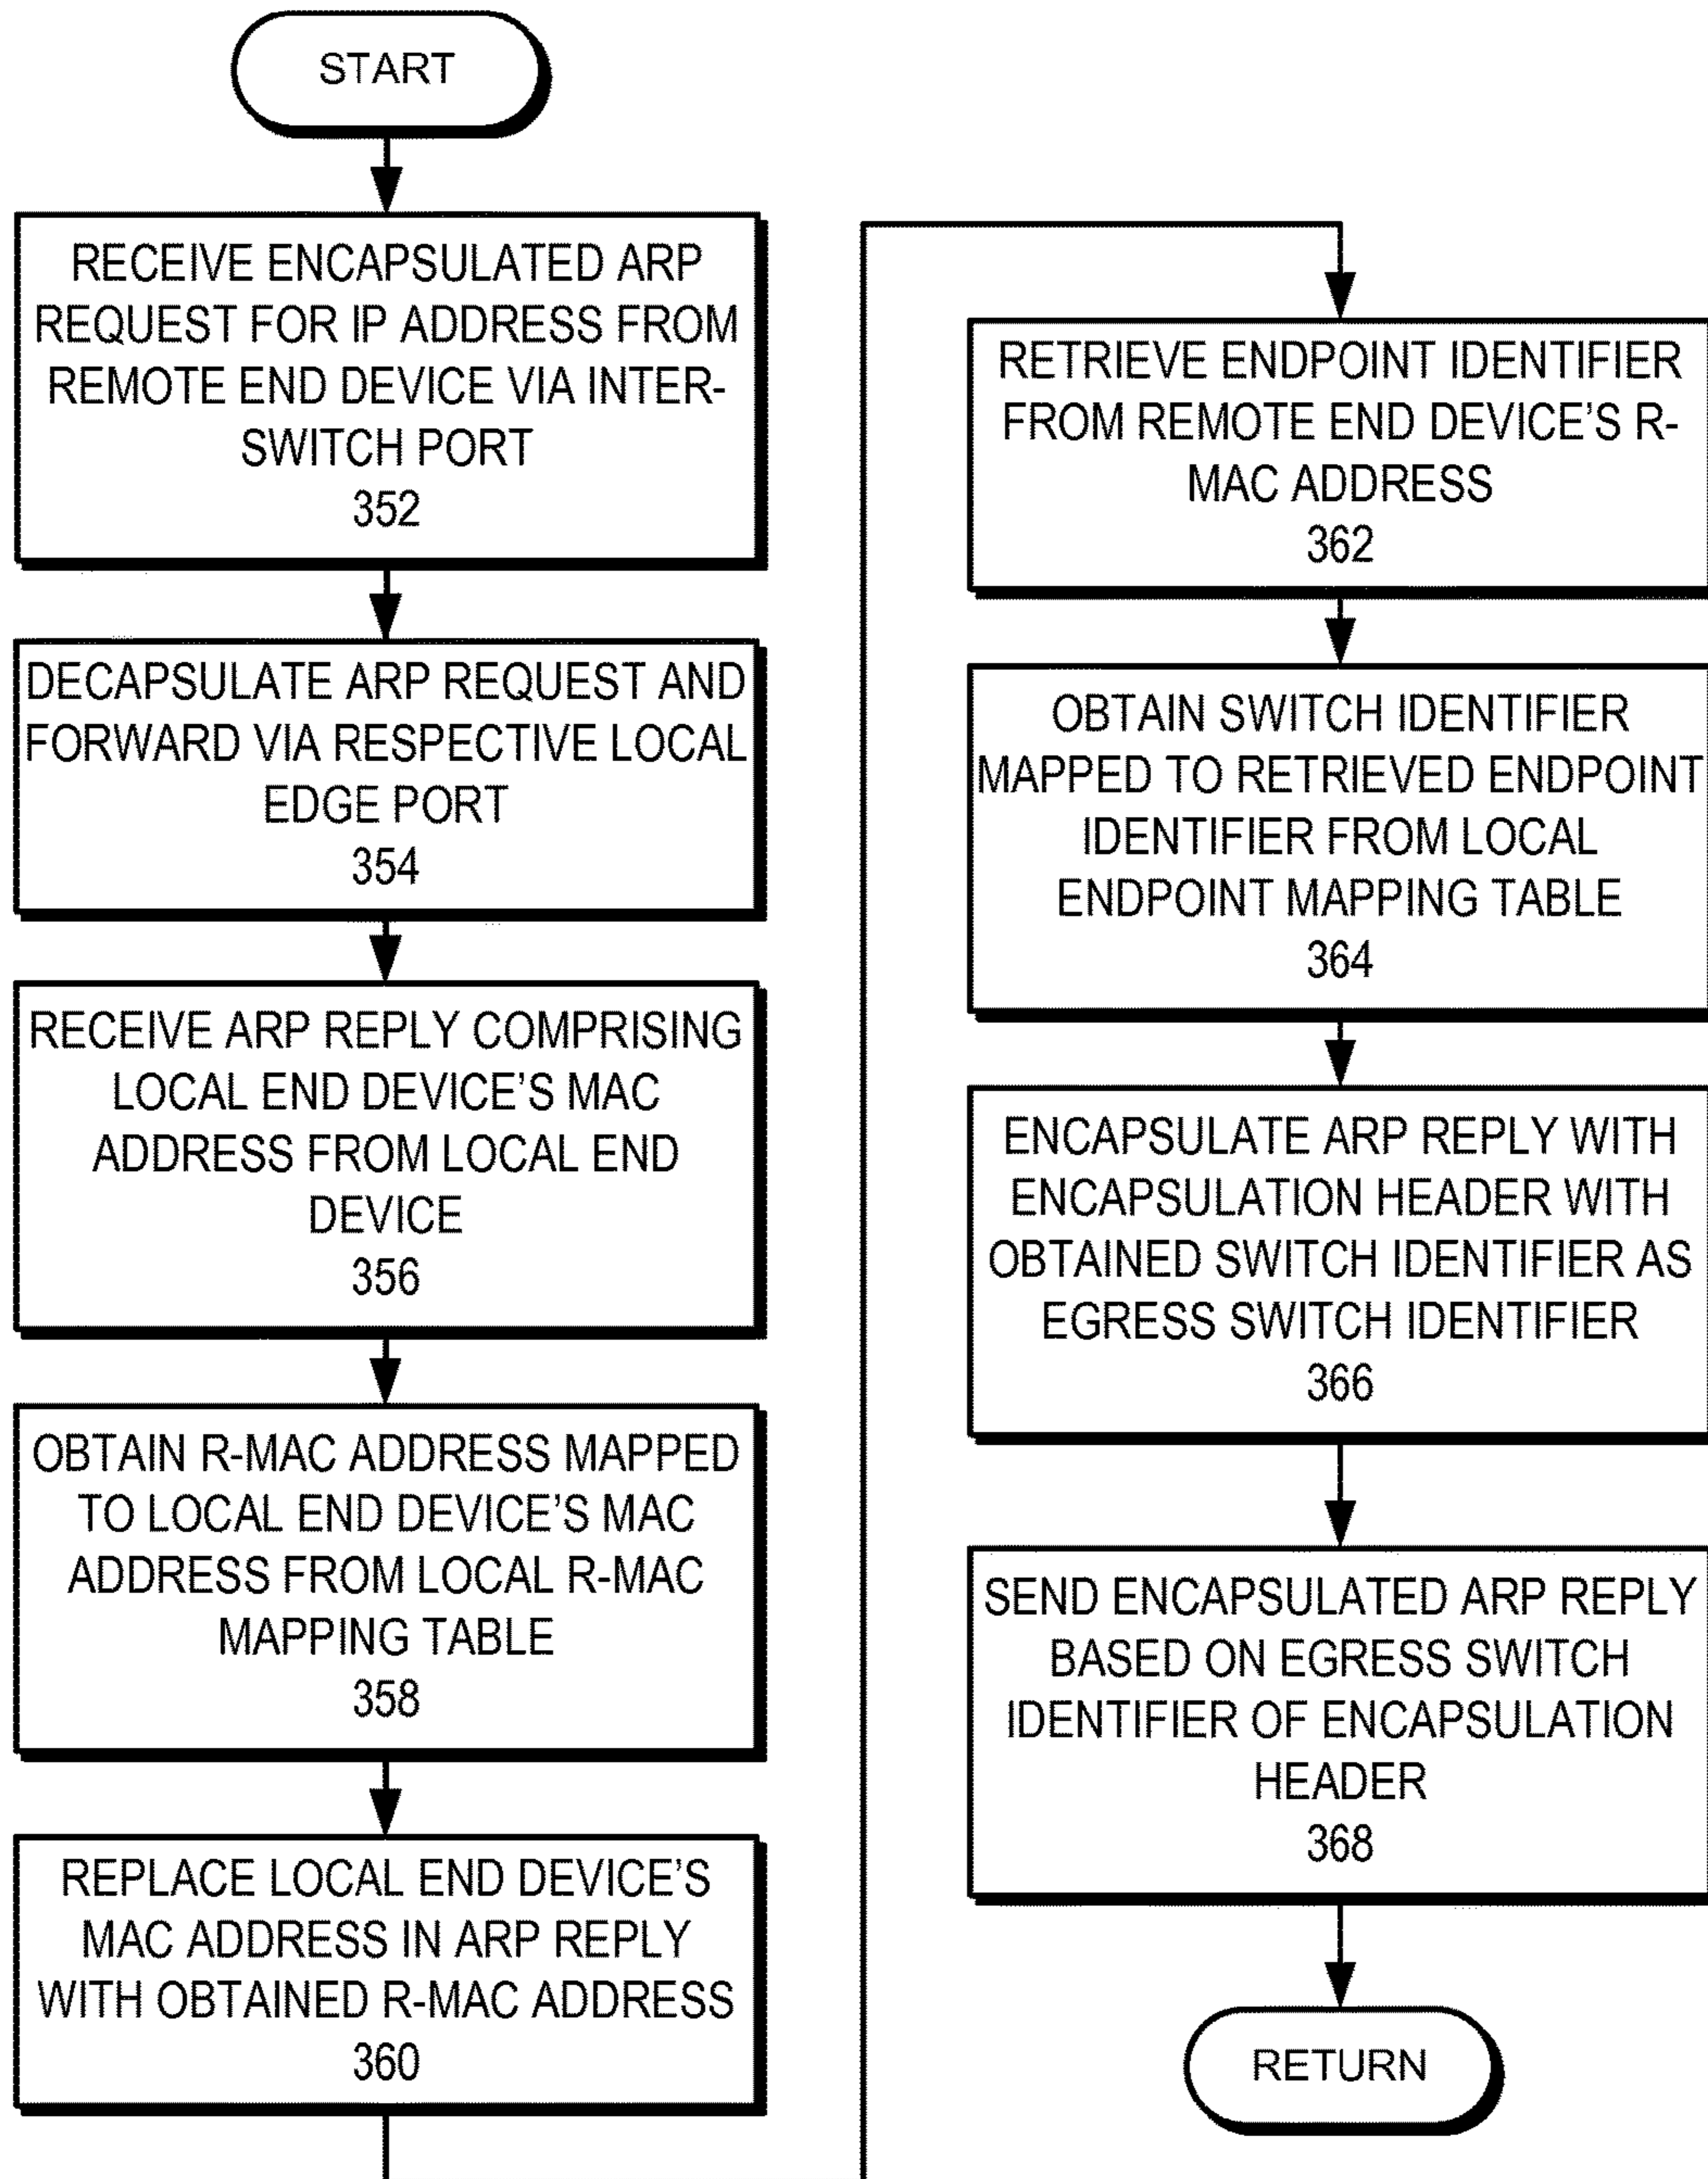 START
RECEIVE ENCAPSULATED ARP
REQUEST FOR IP ADDRESS FROM
REMOTE END DEVICE VIA INTER-
SWITCH PORT
352
DECAPSULATE ARP REQUEST AND
FORWARD VIA RESPECTIVE LOCAL
EDGE PORT
354
RECEIVE ARP REPLY COMPRISING
LOCAL END DEVICE'S MAC
ADDRESS FROM LOCAL END
DEVICE
356
OBTAIN R-MAC ADDRESS MAPPED
TO LOCAL END DEVICE'S MAC
ADDRESS FROM LOCAL R-MAC
MAPPING TABLE
358
REPLACE LOCAL END DEVICE'S
MAC ADDRESS IN ARP REPLY
WITH OBTAINED R-MAC ADDRESS
360
RETRIEVE ENDPOINT IDENTIFIER
FROM REMOTE END DEVICE'S R-
MAC ADDRESS
362
OBTAIN SWITCH IDENTIFIER
MAPPED TO RETRIEVED ENDPOINT
IDENTIFIER FROM LOCAL
ENDPOINT MAPPING TABLE
364
ENCAPSULATE ARP REPLY WITH
ENCAPSULATION HEADER WITH
OBTAINED SWITCH IDENTIFIER AS
EGRESS SWITCH IDENTIFIER
366
SEND ENCAPSULATED ARP REPLY
BASED ON EGRESS SWITCH
IDENTIFIER OF ENCAPSULATION
HEADER
368
RETURN